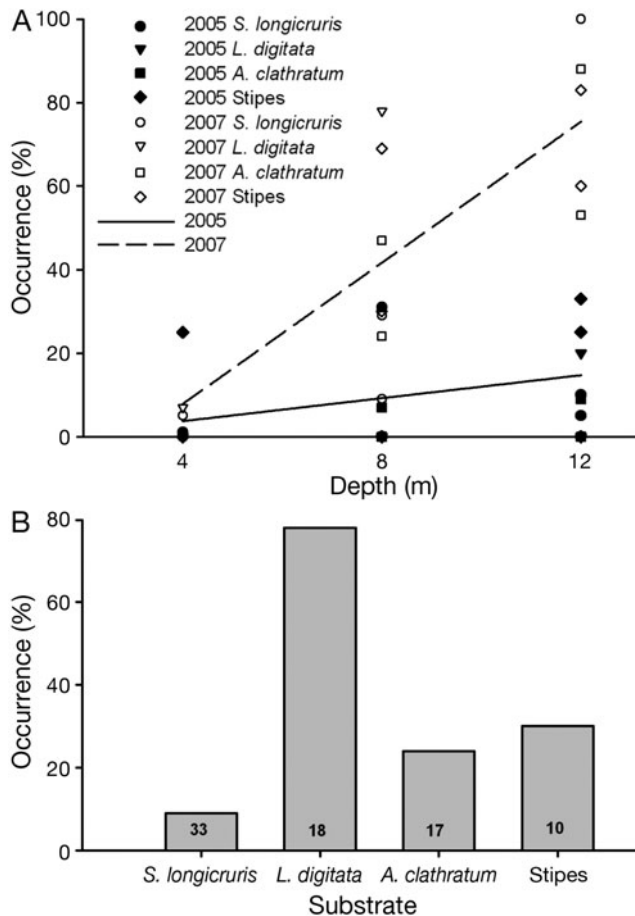 A
100
80
60
40
20
0
Occurrence (%)
2005 S. longicruris
2005 L. digitata
2005 A. clathratum
2005 Stipes
2007 S. longicruris
2007 L. digitata
2007 A. clathratum
2007 Stipes
2005
2007
4 8 12
Depth (m)
B
80
60
40
20
0
Occurrence (%)
33 18 17 10
S. longicruris L. digitata A. clathratum Stipes
Substrate